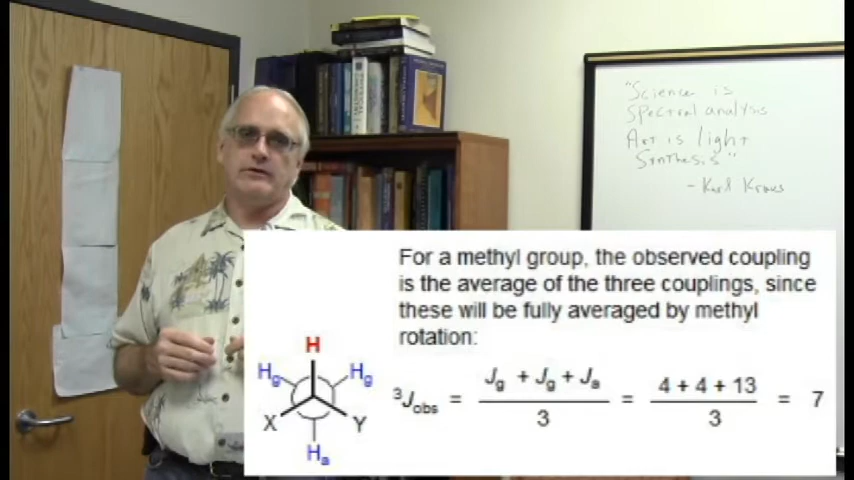 "Science is
Spectral analysis
Art is light
Synthesis"
- Karl Kraus
For a methyl group, the observed coupling
is the average of the three couplings, since
these will be fully averaged by methyl
rotation:
H
Hg Hg
X Y
Ha
³Jobs = (Jg + Jg + Ja) / 3 = (4 + 4 + 13) / 3 = 7